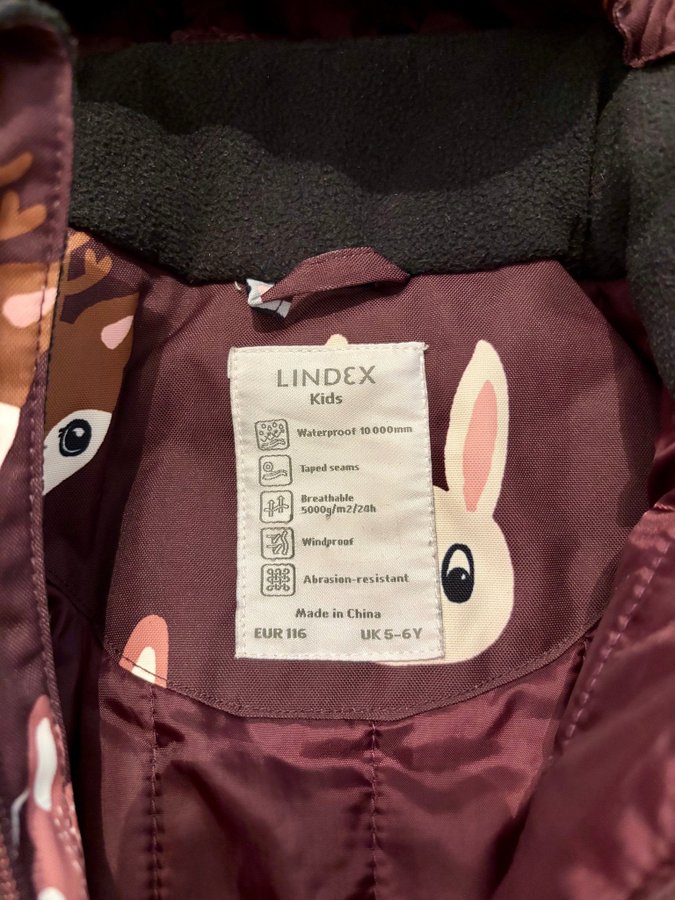 LINDEX
Kids
Waterproof 10 000mm
Taped seams
Breathable
5000g/m2/24h
Windproof
Abrasion-resistant
Made in China
EUR 116 UK 5-6Y